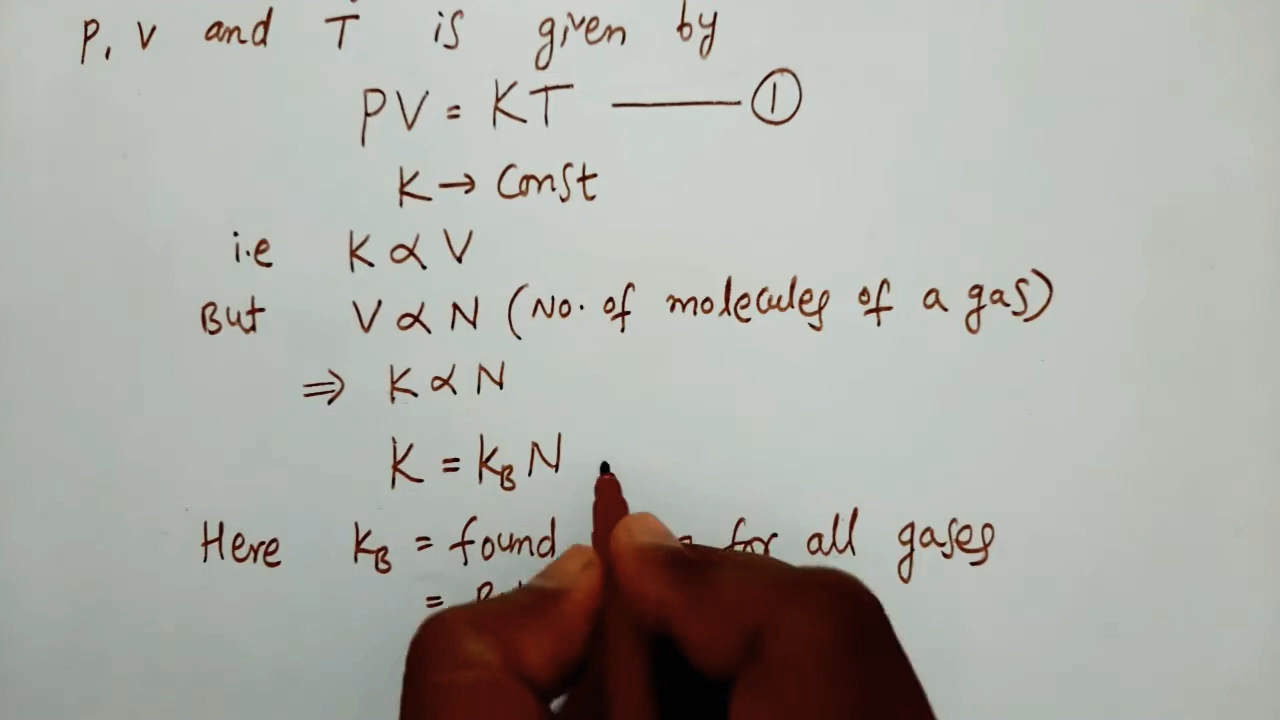 P, V and T is given by
PV = KT —— ①
K → Const
i.e K ∝ V
But V ∝ N (No. of molecules of a gas)
⇒ K ∝ N
K = k_B N
Here k_B = found for all gases
=